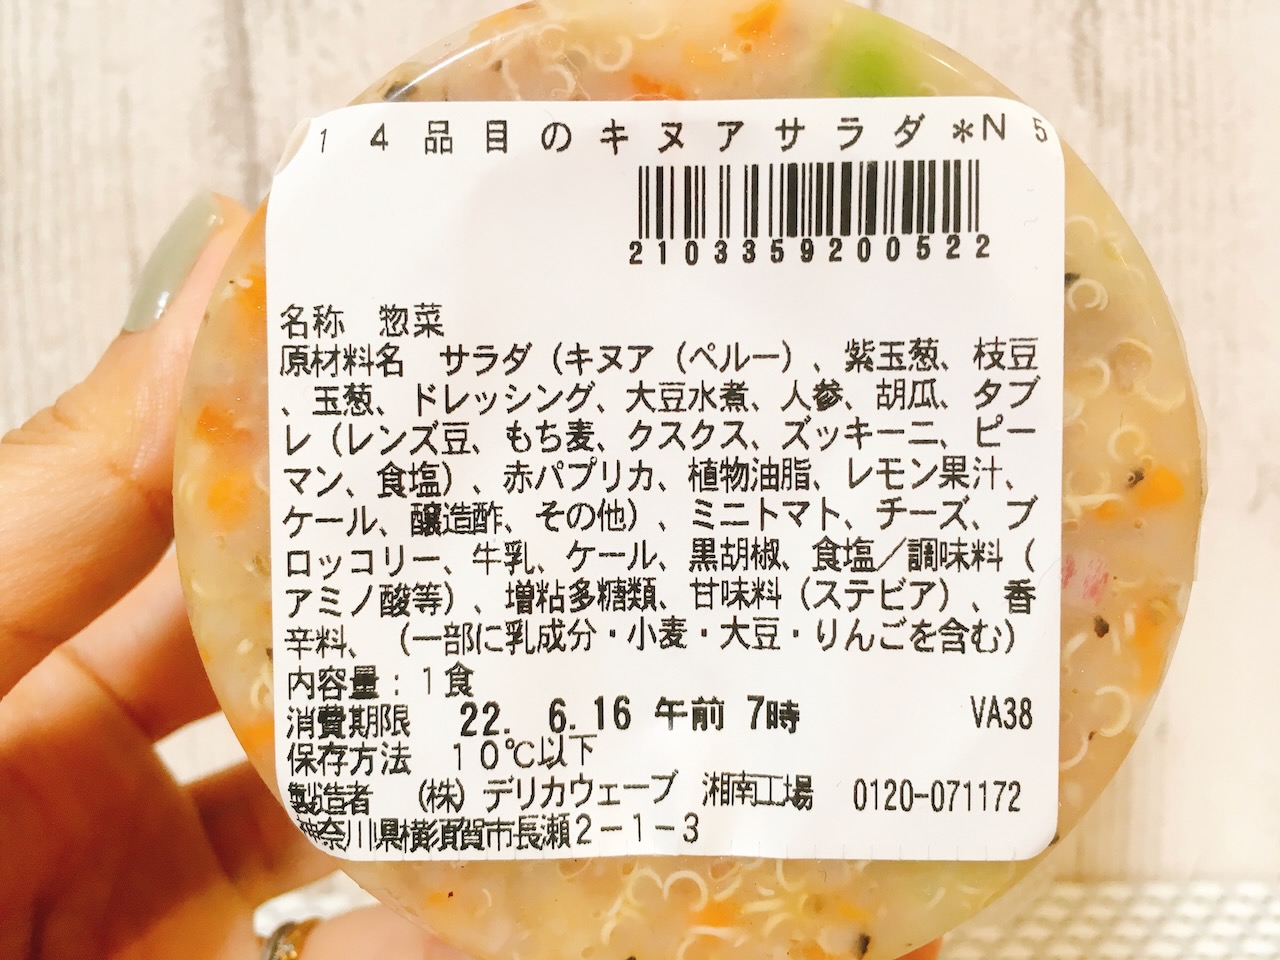 14品目のキヌアサラダ*N 5
2103359200522
名称 惣菜
原材料名 サラダ（キヌア（ペルー）、紫玉葱、枝豆
、玉葱、ドレッシング、大豆水煮、人参、胡瓜、タブ
レ（レンズ豆、もち麦、クスクス、ズッキーニ、ピー
マン、食塩）、赤パプリカ、植物油脂、レモン果汁、
ケール、醸造酢、その他）、ミニトマト、チーズ、ブ
ロッコリー、牛乳、ケール、黒胡椒、食塩／調味料（
アミノ酸等）、増粘多糖類、甘味料（ステビア）、香
辛料、（一部に乳成分・小麦・大豆・りんごを含む）
内容量：1食
消費期限 22. 6.16 午前 7時 VA38
保存方法 10℃以下
製造者 （株）デリカウェーブ 湘南工場 0120-071172
神奈川県横須賀市長瀬2-1-3